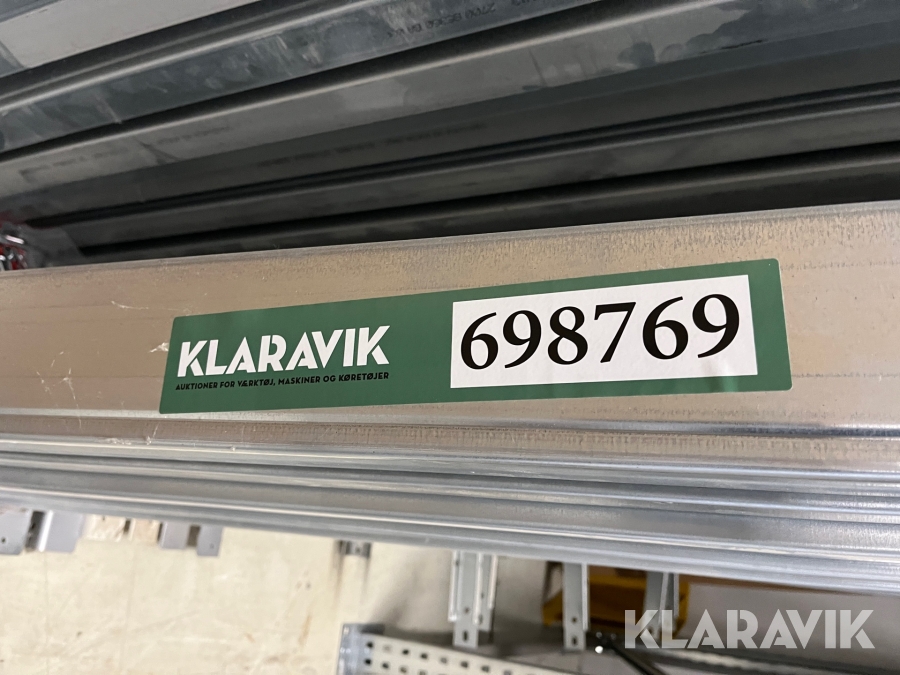 KLARAVIK
AUKTIONER FOR VÆRKTØJ, MASKINER OG KØRETØJER
698769
KLARAVIK